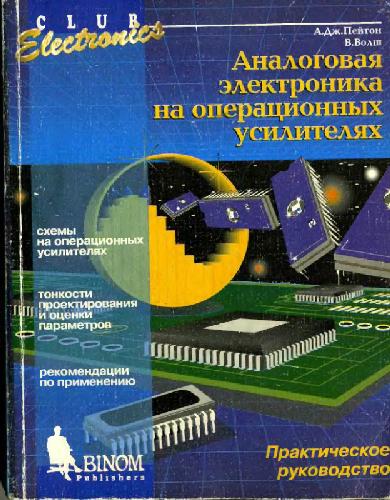 CLUB
Electronics
А.Дж.Пейтон
В.Волш
Аналоговая
электроника
на операционных
усилителях
схемы
на операционных
усилителях
тонкости
проектирования
и оценки
параметров
рекомендации
по применению
BINOM
Publishers
Практическое
руководство